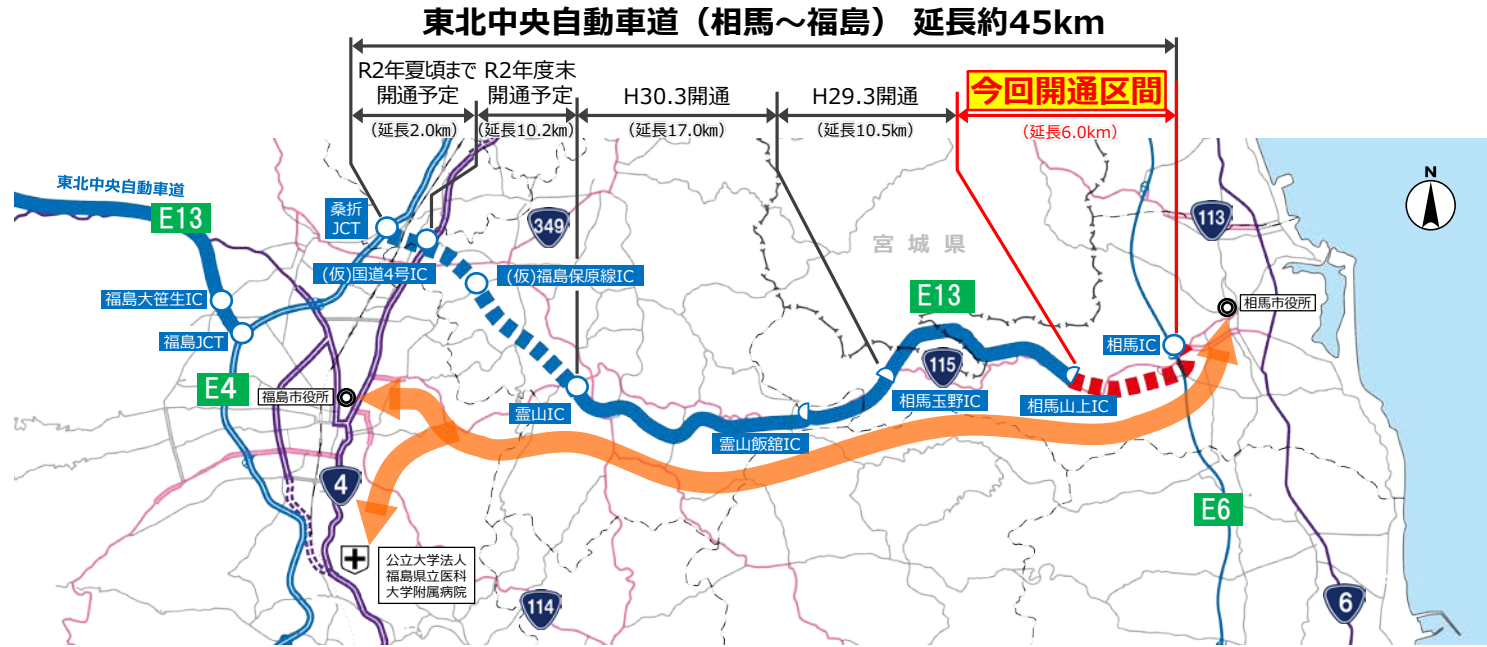 東北中央自動車道（相馬～福島） 延長約45km
R2年夏頃まで
開通予定
（延長2.0km）
R2年度末
開通予定
（延長10.2km）
H30.3開通
（延長17.0km）
H29.3開通
（延長10.5km）
今回開通区間
（延長6.0km）
東北中央自動車道
E13
桑折
JCT
349
宮城県
113
N
(仮)国道4号IC
(仮)福島保原線IC
福島大笹生IC
福島JCT
E13
相馬市役所
相馬IC
115
E4
福島市役所
霊山IC
霊山飯舘IC
相馬玉野IC
相馬山上IC
4
E6
公立大学法人
福島県立医科
大学附属病院
114
6